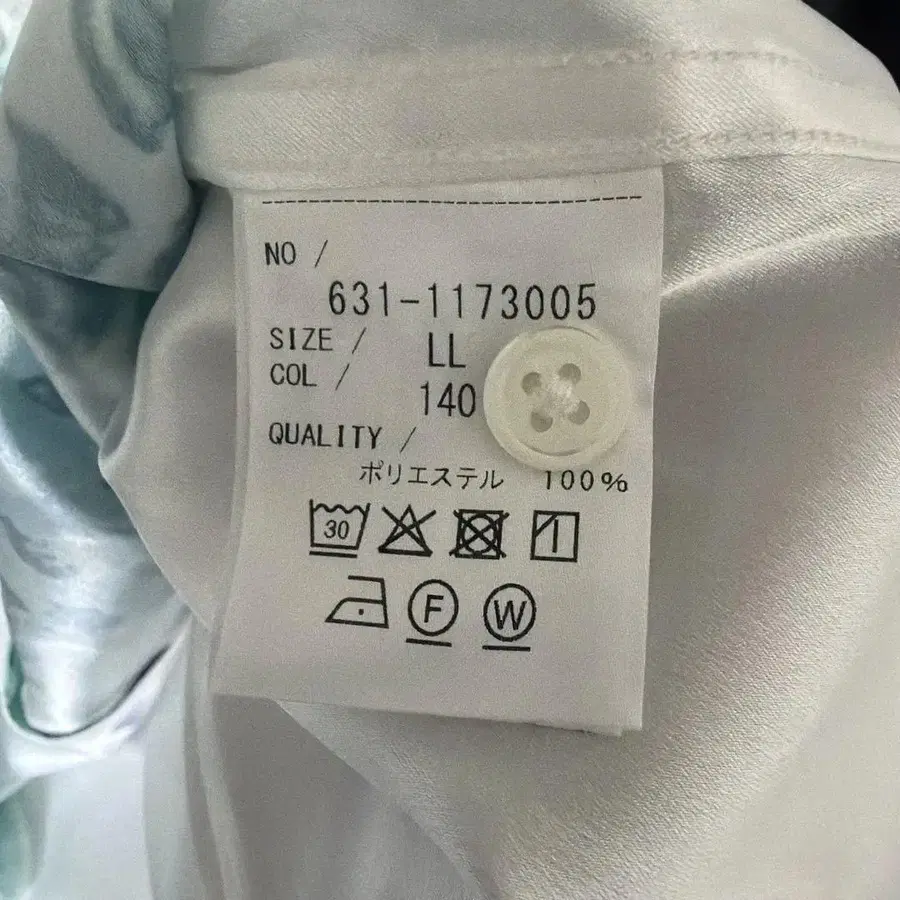 NO /
631-1173005
SIZE / LL
COL / 140
QUALITY /
ポリエステル 100%
30
F W